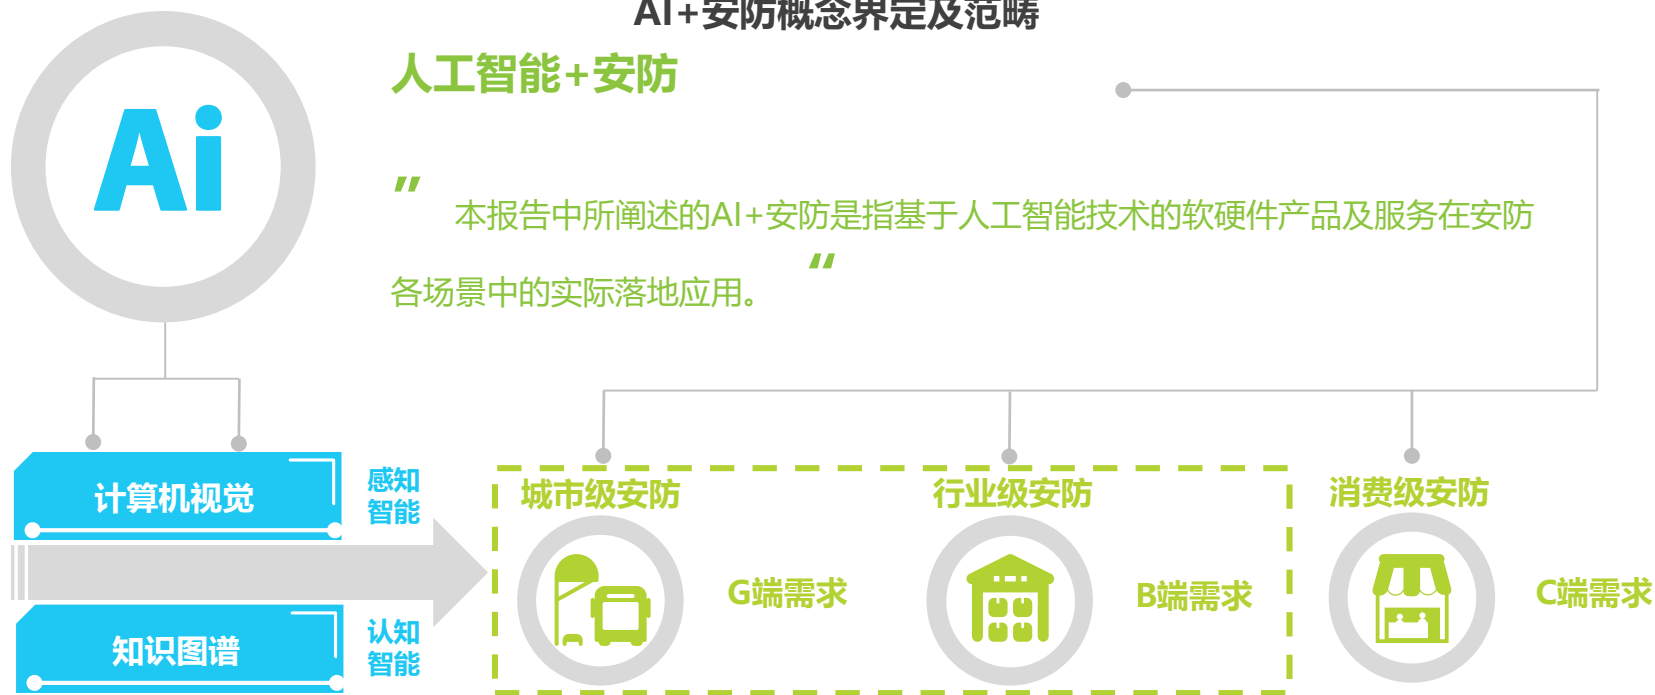 AI+安防概念界定及范畴
人工智能+安防
Ai
" 本报告中所阐述的AI+安防是指基于人工智能技术的软硬件产品及服务在安防
各场景中的实际落地应用。 "
计算机视觉
感知
智能
知识图谱
认知
智能
城市级安防
G端需求
行业级安防
B端需求
消费级安防
C端需求